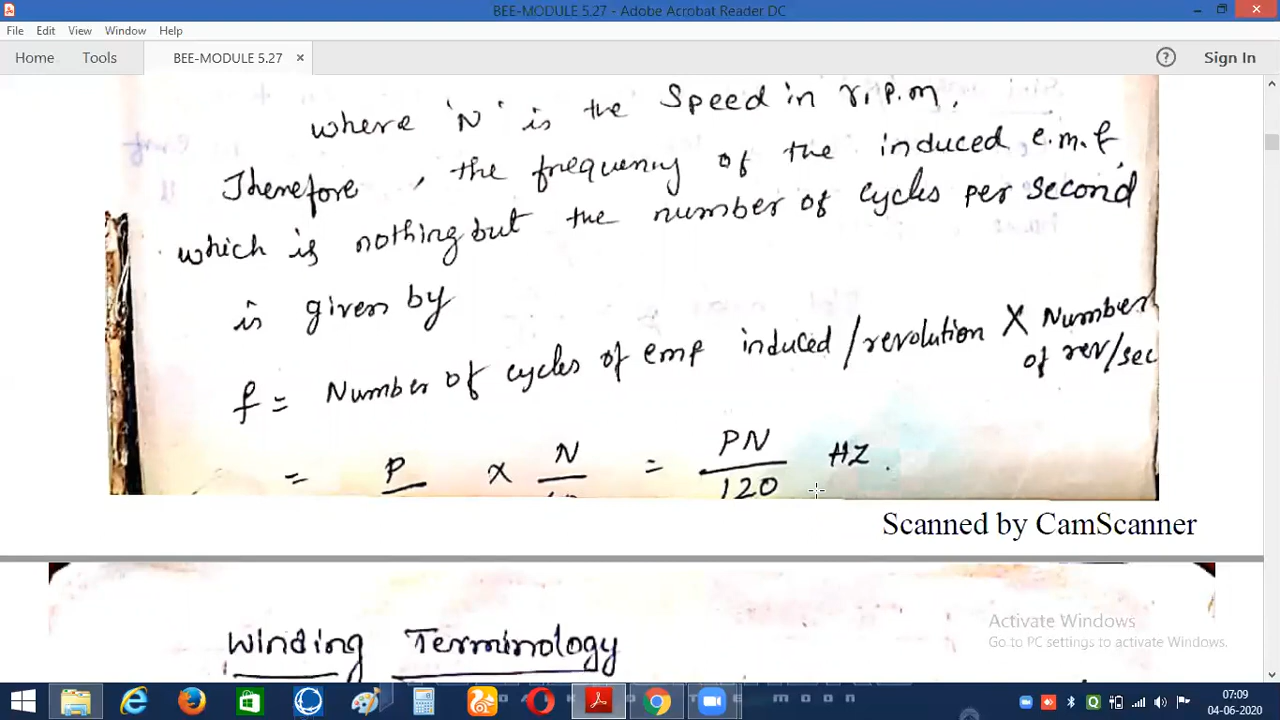 BEE-MODULE 5.27 - Adobe Acrobat Reader DC
File Edit View Window Help
Home Tools BEE-MODULE 5.27 × ? Sign In
where 'N' is the Speed in r.p.m.
Therefore, the frequency of the induced e.m.f,
which is nothing but the number of cycles per second
is given by
f = Number of cycles of emf induced/revolution X Number
of rev/sec
= P x N = PN HZ.
120
Scanned by CamScanner
Winding Terminology
Activate Windows
Go to PC settings to activate Windows.
07:09
04-06-2020